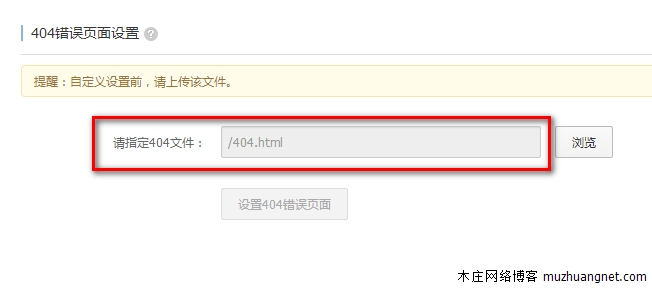 404错误页面设置 ?
提醒：自定义设置前，请上传该文件。
请指定404文件： /404.html 浏览
设置404错误页面
木庄网络博客 muzhuangnet.com